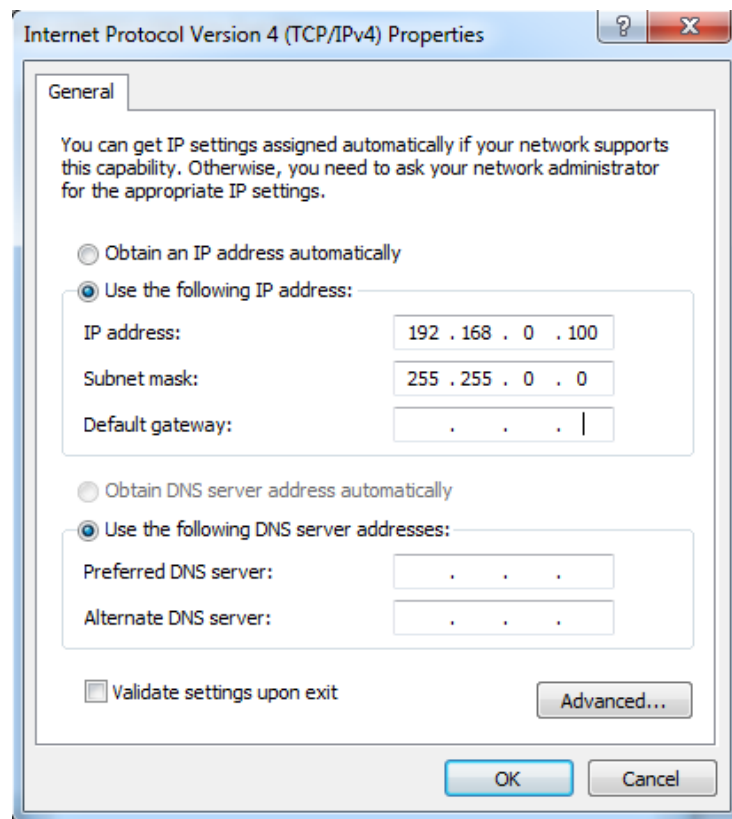 Internet Protocol Version 4 (TCP/IPv4) Properties
?
X
General
You can get IP settings assigned automatically if your network supports
this capability. Otherwise, you need to ask your network administrator
for the appropriate IP settings.
Obtain an IP address automatically
Use the following IP address:
IP address: 192 . 168 . 0 . 100
Subnet mask: 255 . 255 . 0 . 0
Default gateway: . . .
Obtain DNS server address automatically
Use the following DNS server addresses:
Preferred DNS server: . . .
Alternate DNS server: . . .
Validate settings upon exit
Advanced...
OK Cancel